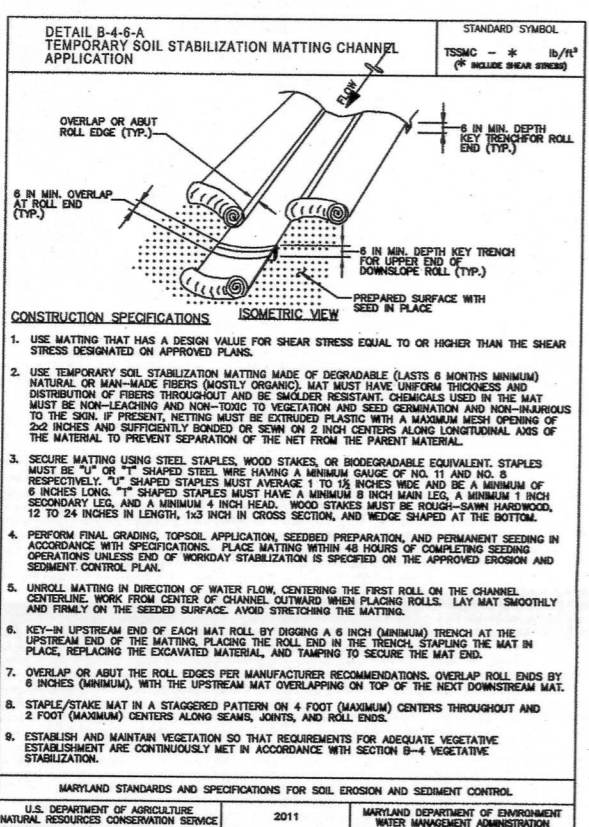 DETAIL B-4-6-A
TEMPORARY SOIL STABILIZATION MATTING CHANNEL
APPLICATION
STANDARD SYMBOL
TSSMC - * lb/ft²
(* INCLUDE SHEAR STRESS)
FLOW
OVERLAP OR ABUT
ROLL EDGE (TYP.)
6 IN MIN. DEPTH
KEY TRENCHFOR ROLL
END (TYP.)
6 IN MIN. OVERLAP
AT ROLL END
(TYP.)
6 IN MIN. DEPTH KEY TRENCH
FOR UPPER END OF
DOWNSLOPE ROLL (TYP.)
PREPARED SURFACE WITH
SEED IN PLACE
ISOMETRIC VIEW
CONSTRUCTION SPECIFICATIONS
1. USE MATTING THAT HAS A DESIGN VALUE FOR SHEAR STRESS EQUAL TO OR HIGHER THAN THE SHEAR
STRESS DESIGNATED ON APPROVED PLANS.
2. USE TEMPORARY SOIL STABILIZATION MATTING MADE OF DEGRADABLE (LASTS 6 MONTHS MINIMUM)
NATURAL OR MAN-MADE FIBERS (MOSTLY ORGANIC). MAT MUST HAVE UNIFORM THICKNESS AND
DISTRIBUTION OF FIBERS THROUGHOUT AND BE SMOLDER RESISTANT. CHEMICALS USED IN THE MAT
MUST BE NON-LEACHING AND NON-TOXIC TO VEGETATION AND SEED GERMINATION AND NON-INJURIOUS
TO THE SKIN. IF PRESENT, NETTING MUST BE EXTRUDED PLASTIC WITH A MAXIMUM MESH OPENING OF
2x2 INCHES AND SUFFICIENTLY BONDED OR SEWN ON 2 INCH CENTERS ALONG LONGITUDINAL AXIS OF
THE MATERIAL TO PREVENT SEPARATION OF THE NET FROM THE PARENT MATERIAL.
3. SECURE MATTING USING STEEL STAPLES, WOOD STAKES, OR BIODEGRADABLE EQUIVALENT. STAPLES
MUST BE "U" OR "T" SHAPED STEEL WIRE HAVING A MINIMUM GAUGE OF NO. 11 AND NO. 8
RESPECTIVELY. "U" SHAPED STAPLES MUST AVERAGE 1 TO 1½ INCHES WIDE AND BE A MINIMUM OF
6 INCHES LONG. "T" SHAPED STAPLES MUST HAVE A MINIMUM 8 INCH MAIN LEG, A MINIMUM 1 INCH
SECONDARY LEG, AND A MINIMUM 4 INCH HEAD. WOOD STAKES MUST BE ROUGH-SAWN HARDWOOD,
12 TO 24 INCHES IN LENGTH, 1x3 INCH IN CROSS SECTION, AND WEDGE SHAPED AT THE BOTTOM.
4. PERFORM FINAL GRADING, TOPSOIL APPLICATION, SEEDBED PREPARATION, AND PERMANENT SEEDING IN
ACCORDANCE WITH SPECIFICATIONS. PLACE MATTING WITHIN 48 HOURS OF COMPLETING SEEDING
OPERATIONS UNLESS END OF WORKDAY STABILIZATION IS SPECIFIED ON THE APPROVED EROSION AND
SEDIMENT CONTROL PLAN.
5. UNROLL MATTING IN DIRECTION OF WATER FLOW, CENTERING THE FIRST ROLL ON THE CHANNEL
CENTERLINE. WORK FROM CENTER OF CHANNEL OUTWARD WHEN PLACING ROLLS. LAY MAT SMOOTHLY
AND FIRMLY ON THE SEEDED SURFACE. AVOID STRETCHING THE MATTING.
6. KEY-IN UPSTREAM END OF EACH MAT ROLL BY DIGGING A 6 INCH (MINIMUM) TRENCH AT THE
UPSTREAM END OF THE MATTING, PLACING THE ROLL END IN THE TRENCH, STAPLING THE MAT IN
PLACE, REPLACING THE EXCAVATED MATERIAL, AND TAMPING TO SECURE THE MAT END.
7. OVERLAP OR ABUT THE ROLL EDGES PER MANUFACTURER RECOMMENDATIONS. OVERLAP ROLL ENDS BY
6 INCHES (MINIMUM), WITH THE UPSTREAM MAT OVERLAPPING ON TOP OF THE NEXT DOWNSTREAM MAT.
8. STAPLE/STAKE MAT IN A STAGGERED PATTERN ON 4 FOOT (MAXIMUM) CENTERS THROUGHOUT AND
2 FOOT (MAXIMUM) CENTERS ALONG SEAMS, JOINTS, AND ROLL ENDS.
9. ESTABLISH AND MAINTAIN VEGETATION SO THAT REQUIREMENTS FOR ADEQUATE VEGETATIVE
ESTABLISHMENT ARE CONTINUOUSLY MET IN ACCORDANCE WITH SECTION B-4 VEGETATIVE
STABILIZATION.
MARYLAND STANDARDS AND SPECIFICATIONS FOR SOIL EROSION AND SEDIMENT CONTROL
U.S. DEPARTMENT OF AGRICULTURE
NATURAL RESOURCES CONSERVATION SERVICE
2011
MARYLAND DEPARTMENT OF ENVIRONMENT
WATER MANAGEMENT ADMINISTRATION